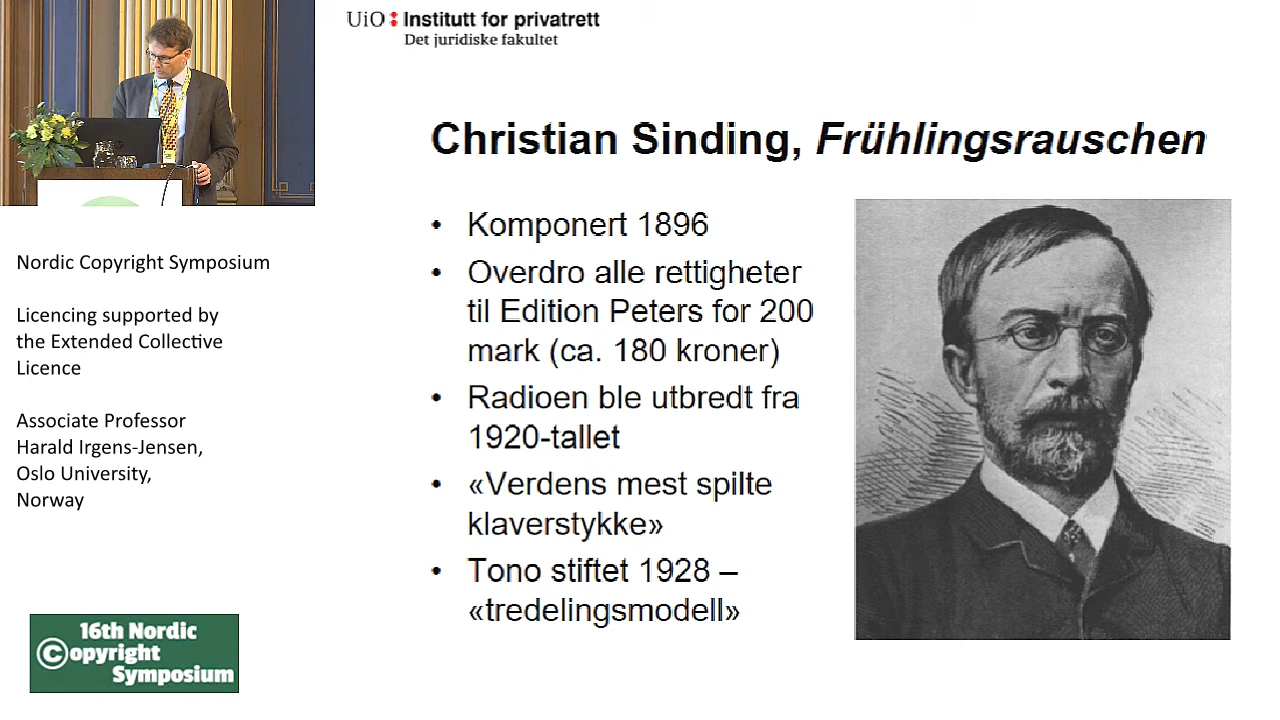 UiO : Institutt for privatrett
Det juridiske fakultet
Christian Sinding, Frühlingsrauschen
• Komponert 1896
• Overdro alle rettigheter
til Edition Peters for 200
mark (ca. 180 kroner)
• Radioen ble utbredt fra
1920-tallet
• «Verdens mest spilte
klaverstykke»
• Tono stiftet 1928 –
«tredelingsmodell»
Nordic Copyright Symposium
Licencing supported by
the Extended Collective
Licence
Associate Professor
Harald Irgens-Jensen,
Oslo University,
Norway
16th Nordic
©opyright
Symposium